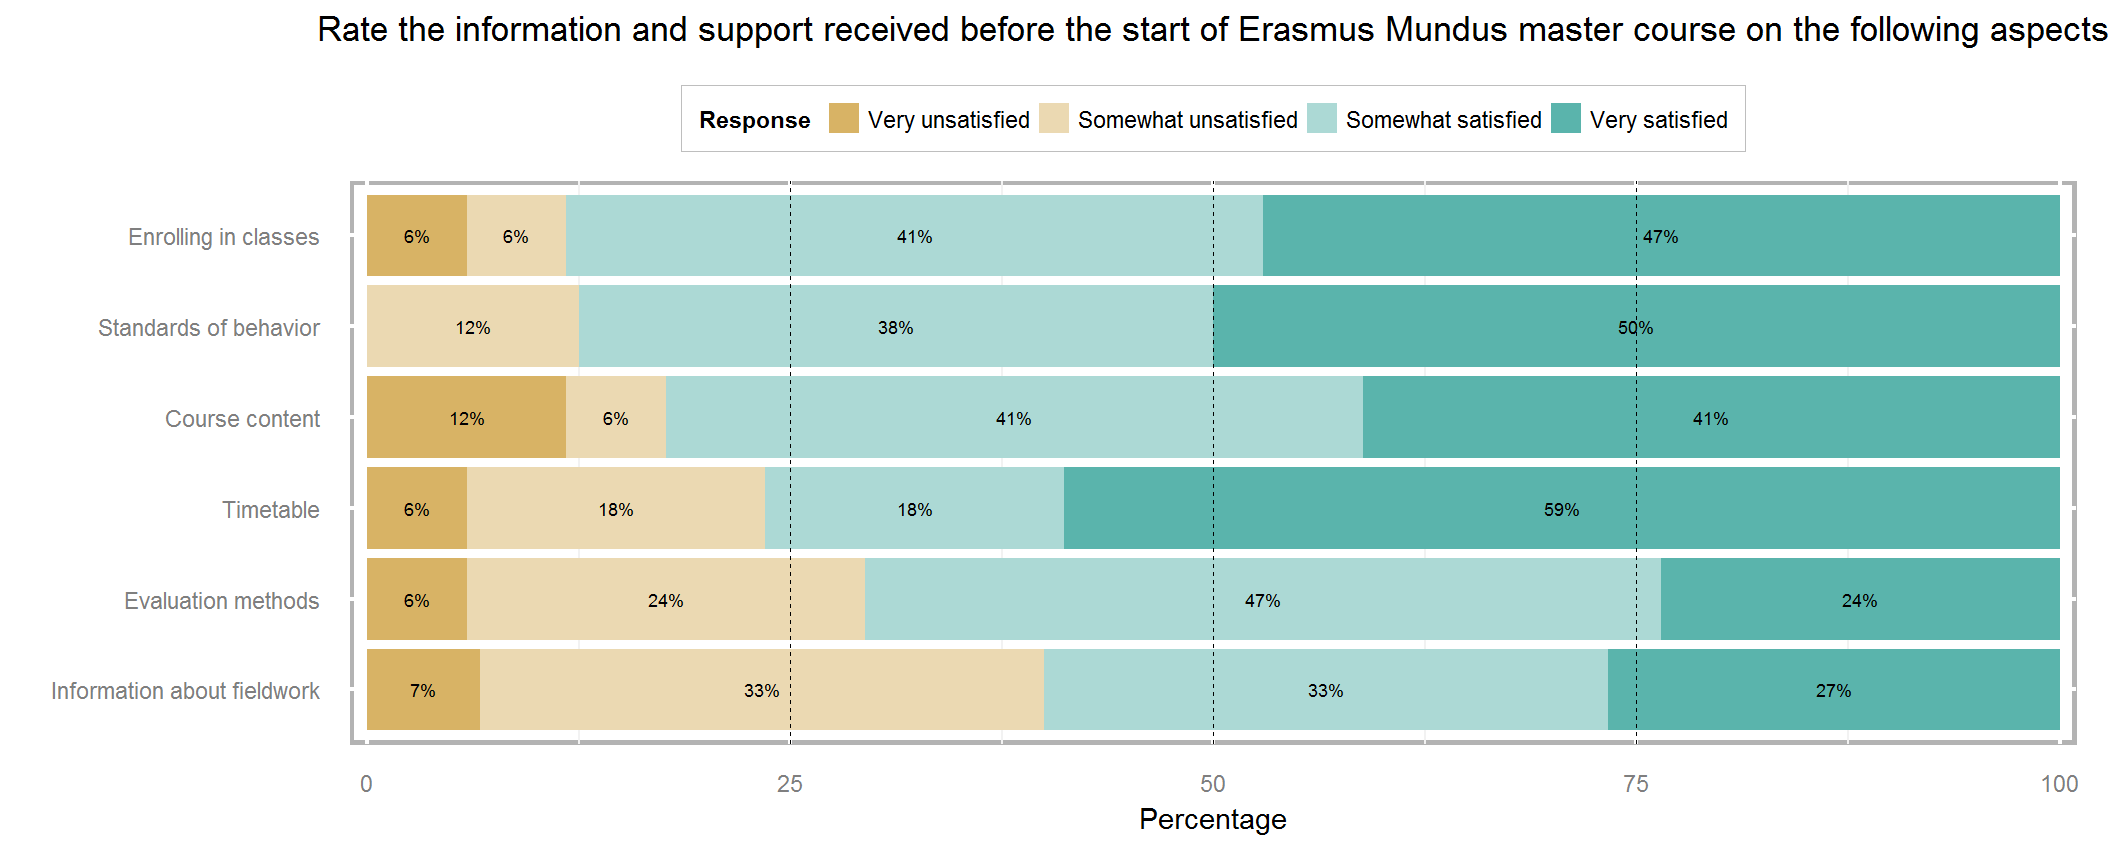 Rate the information and support received before the start of Erasmus Mundus master course on the following aspects
Response Very unsatisfied Somewhat unsatisfied Somewhat satisfied Very satisfied
Enrolling in classes 6% 6% 41% 47%
Standards of behavior 12% 38% 50%
Course content 12% 6% 41% 41%
Timetable 6% 18% 18% 59%
Evaluation methods 6% 24% 47% 24%
Information about fieldwork 7% 33% 33% 27%
0 25 50 75 100
Percentage